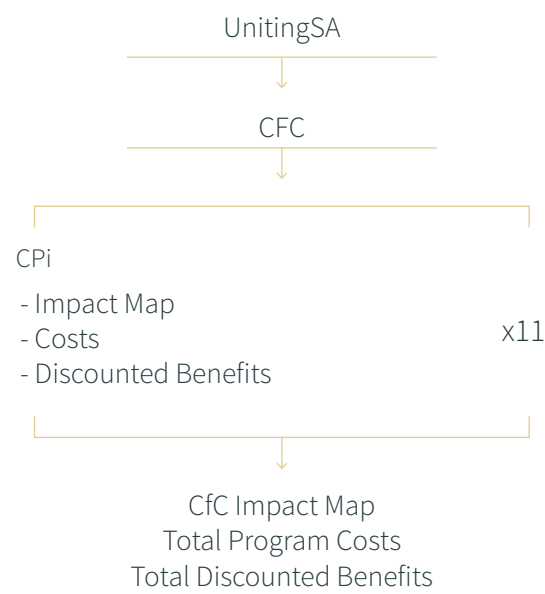 UnitingSA
CFC
CPi
- Impact Map
- Costs
- Discounted Benefits
x11
CfC Impact Map
Total Program Costs
Total Discounted Benefits